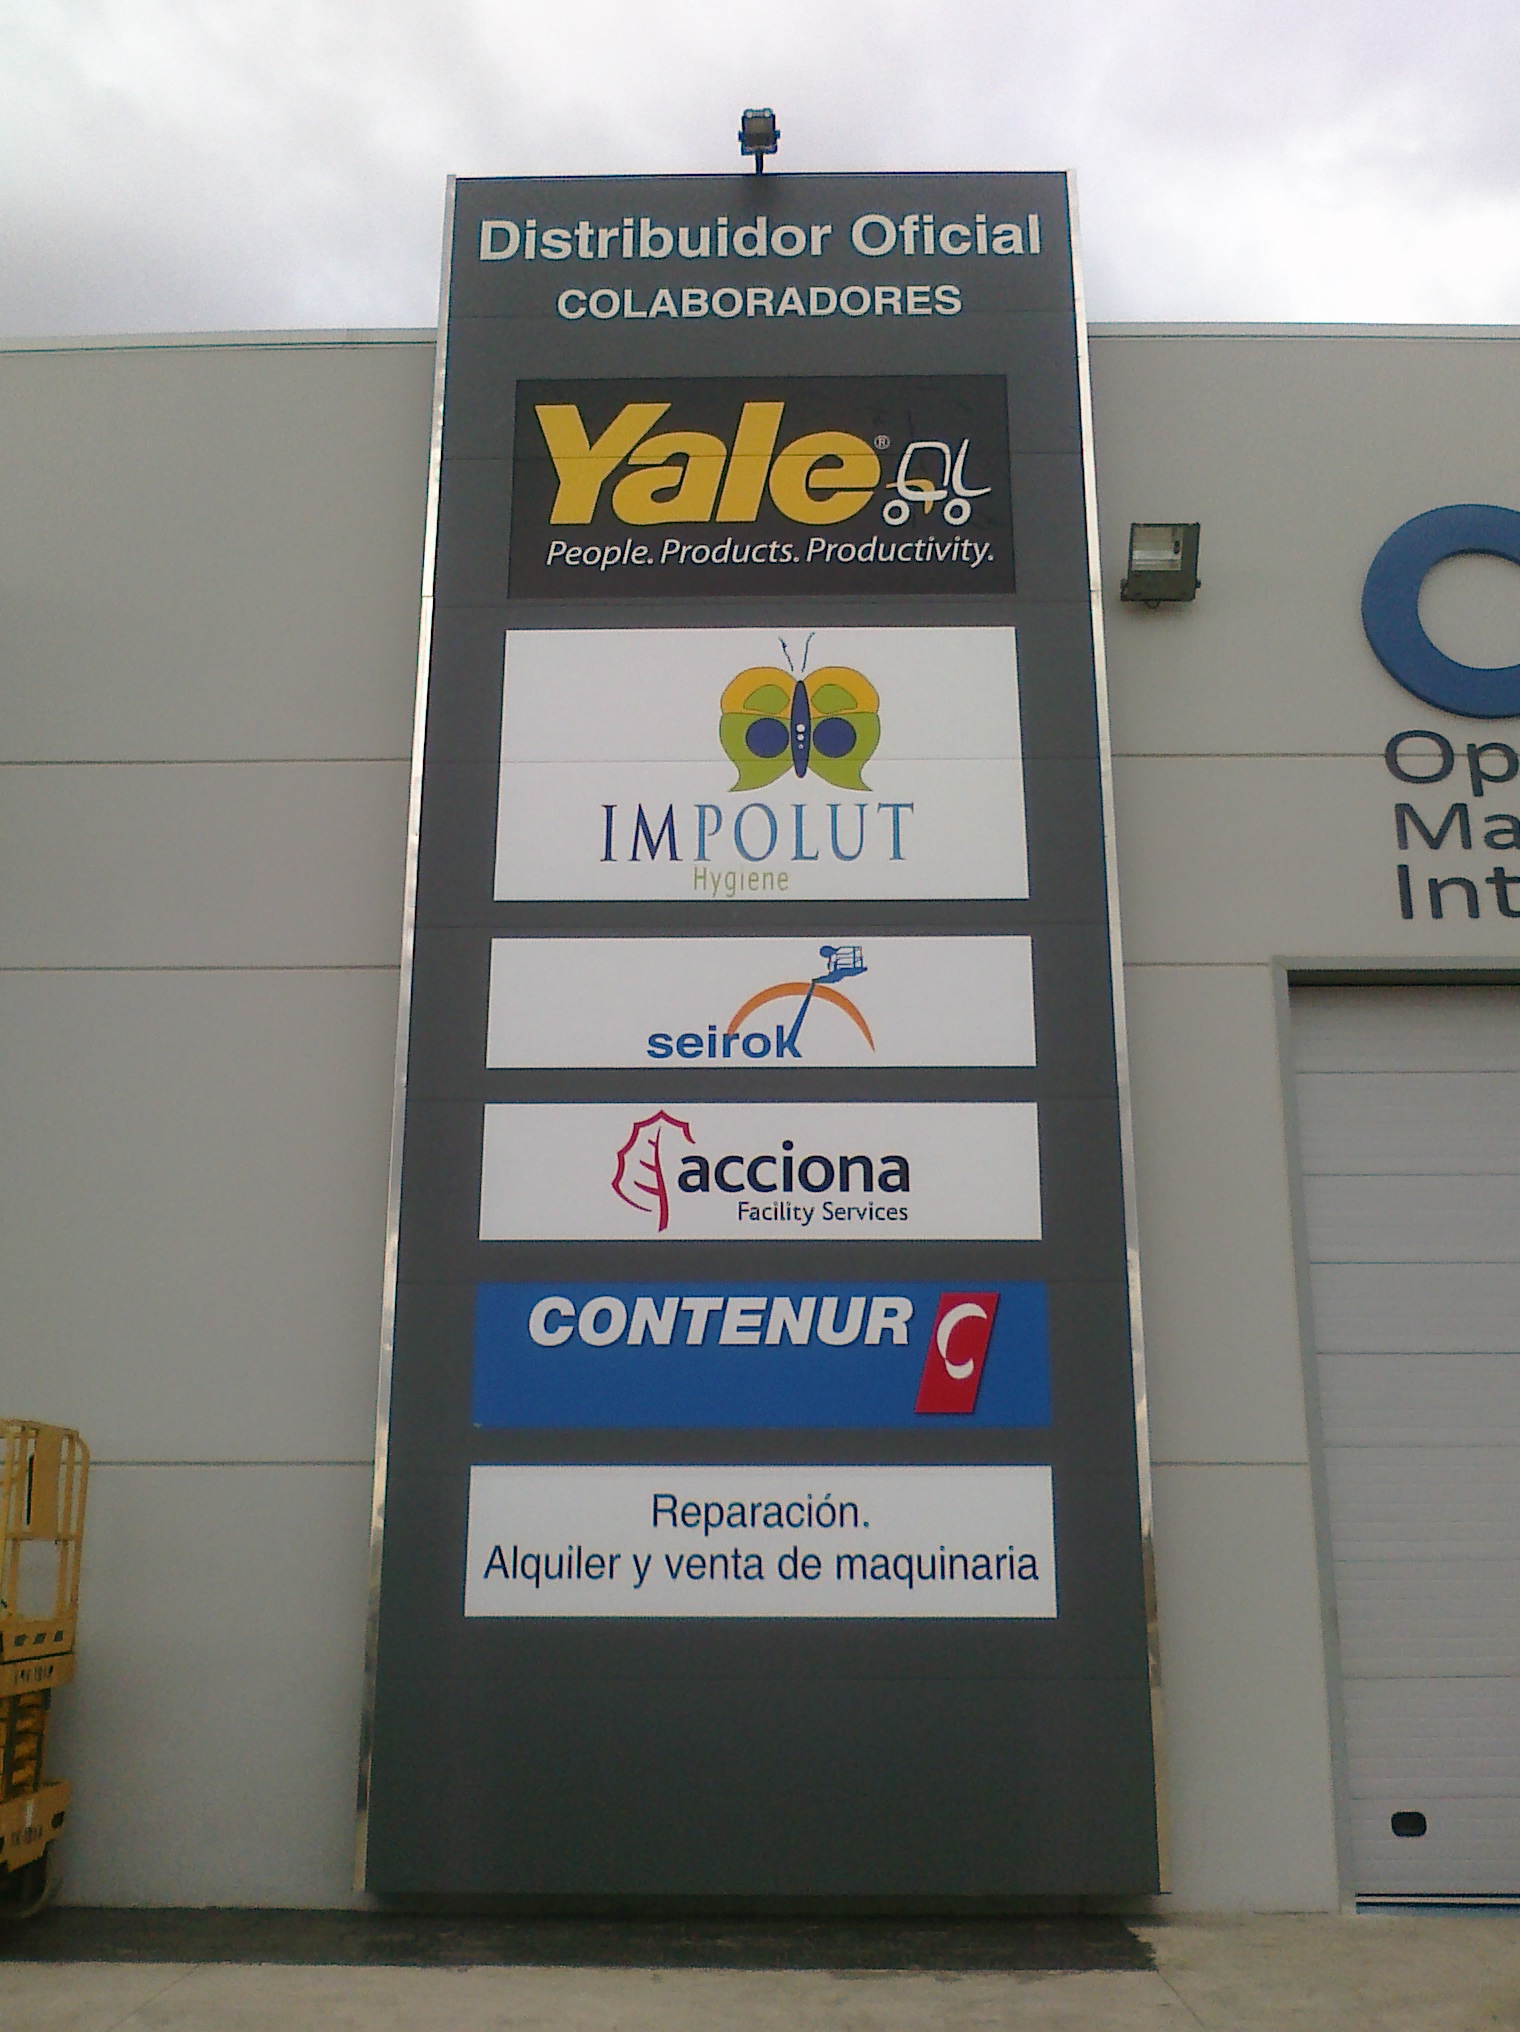 Distribuidor Oficial
COLABORADORES
Yale®
People. Products. Productivity.
IMPOLUT
Hygiene
seirok
acciona
Facility Services
CONTENUR
Reparación.
Alquiler y venta de maquinaria
Op
Ma
Int